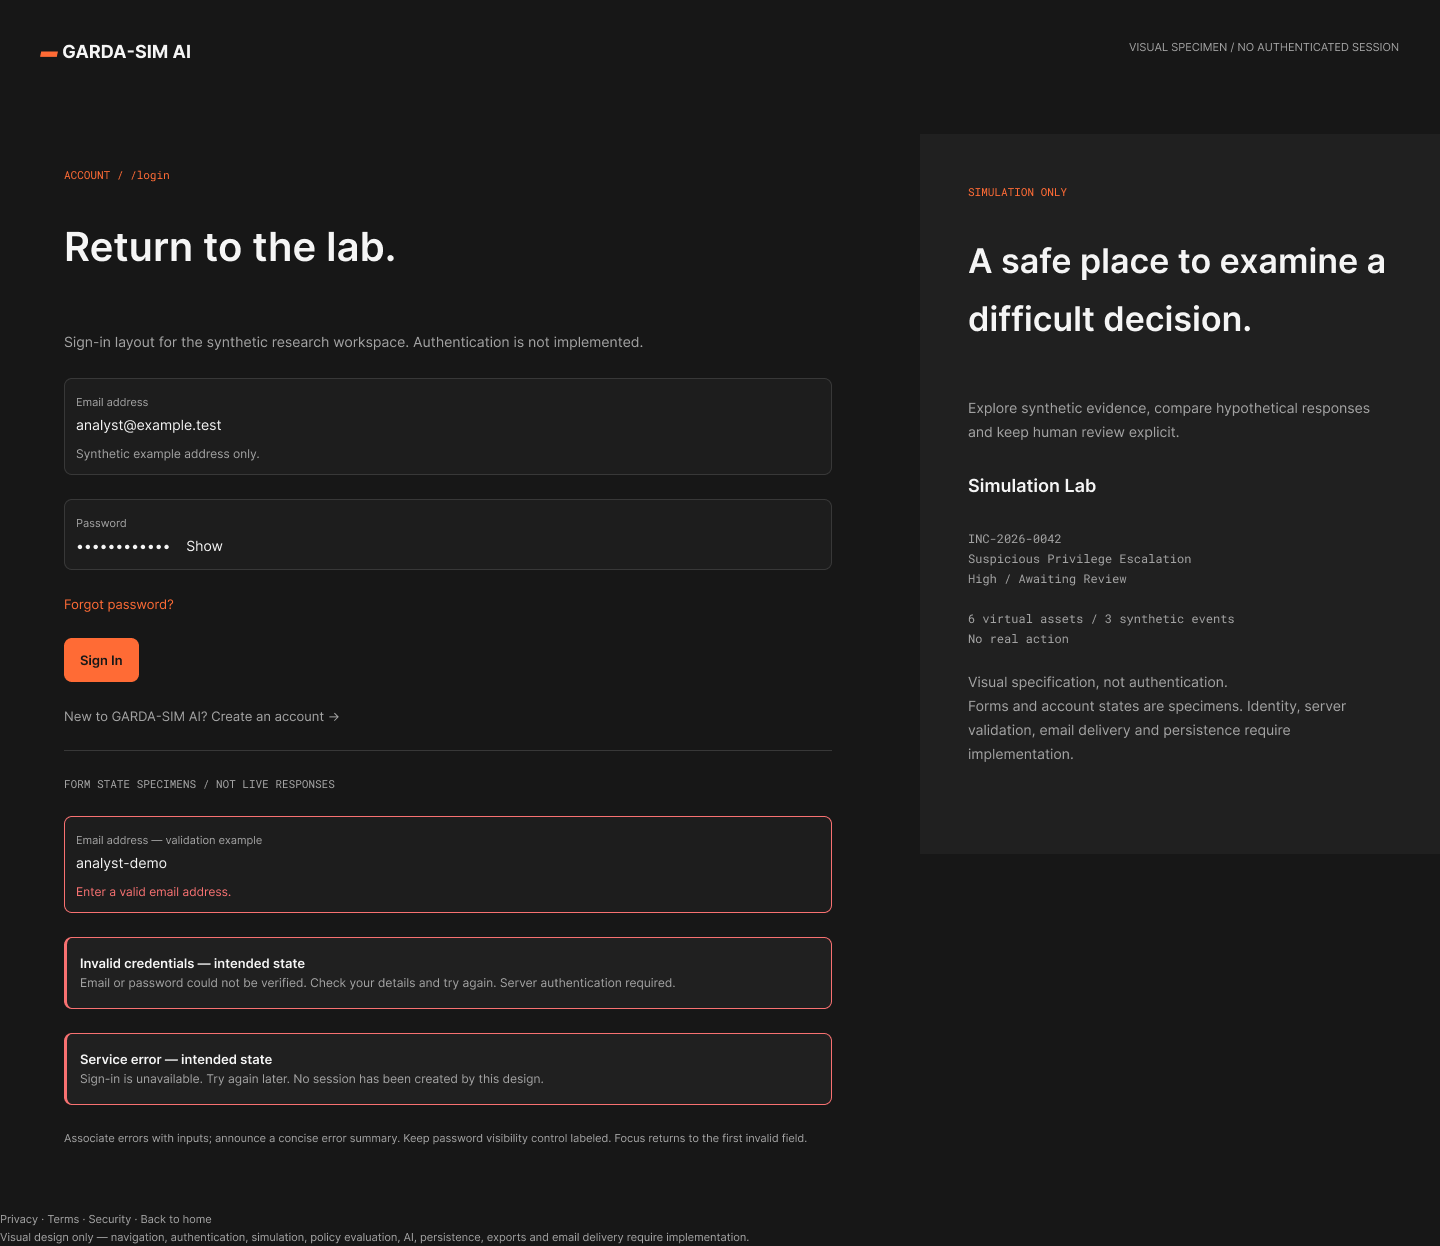 GARDA-SIM AI
VISUAL SPECIMEN / NO AUTHENTICATED SESSION
ACCOUNT / /login
Return to the lab.
Sign-in layout for the synthetic research workspace. Authentication is not implemented.
Email address
analyst@example.test
Synthetic example address only.
Password
•••••••••••• Show
Forgot password?
Sign In
New to GARDA-SIM AI? Create an account →
FORM STATE SPECIMENS / NOT LIVE RESPONSES
Email address — validation example
analyst-demo
Enter a valid email address.
Invalid credentials — intended state
Email or password could not be verified. Check your details and try again. Server authentication required.
Service error — intended state
Sign-in is unavailable. Try again later. No session has been created by this design.
Associate errors with inputs; announce a concise error summary. Keep password visibility control labeled. Focus returns to the first invalid field.
SIMULATION ONLY
A safe place to examine a
difficult decision.
Explore synthetic evidence, compare hypothetical responses
and keep human review explicit.
Simulation Lab
INC-2026-0042
Suspicious Privilege Escalation
High / Awaiting Review
6 virtual assets / 3 synthetic events
No real action
Visual specification, not authentication.
Forms and account states are specimens. Identity, server
validation, email delivery and persistence require
implementation.
Privacy · Terms · Security · Back to home
Visual design only — navigation, authentication, simulation, policy evaluation, AI, persistence, exports and email delivery require implementation.